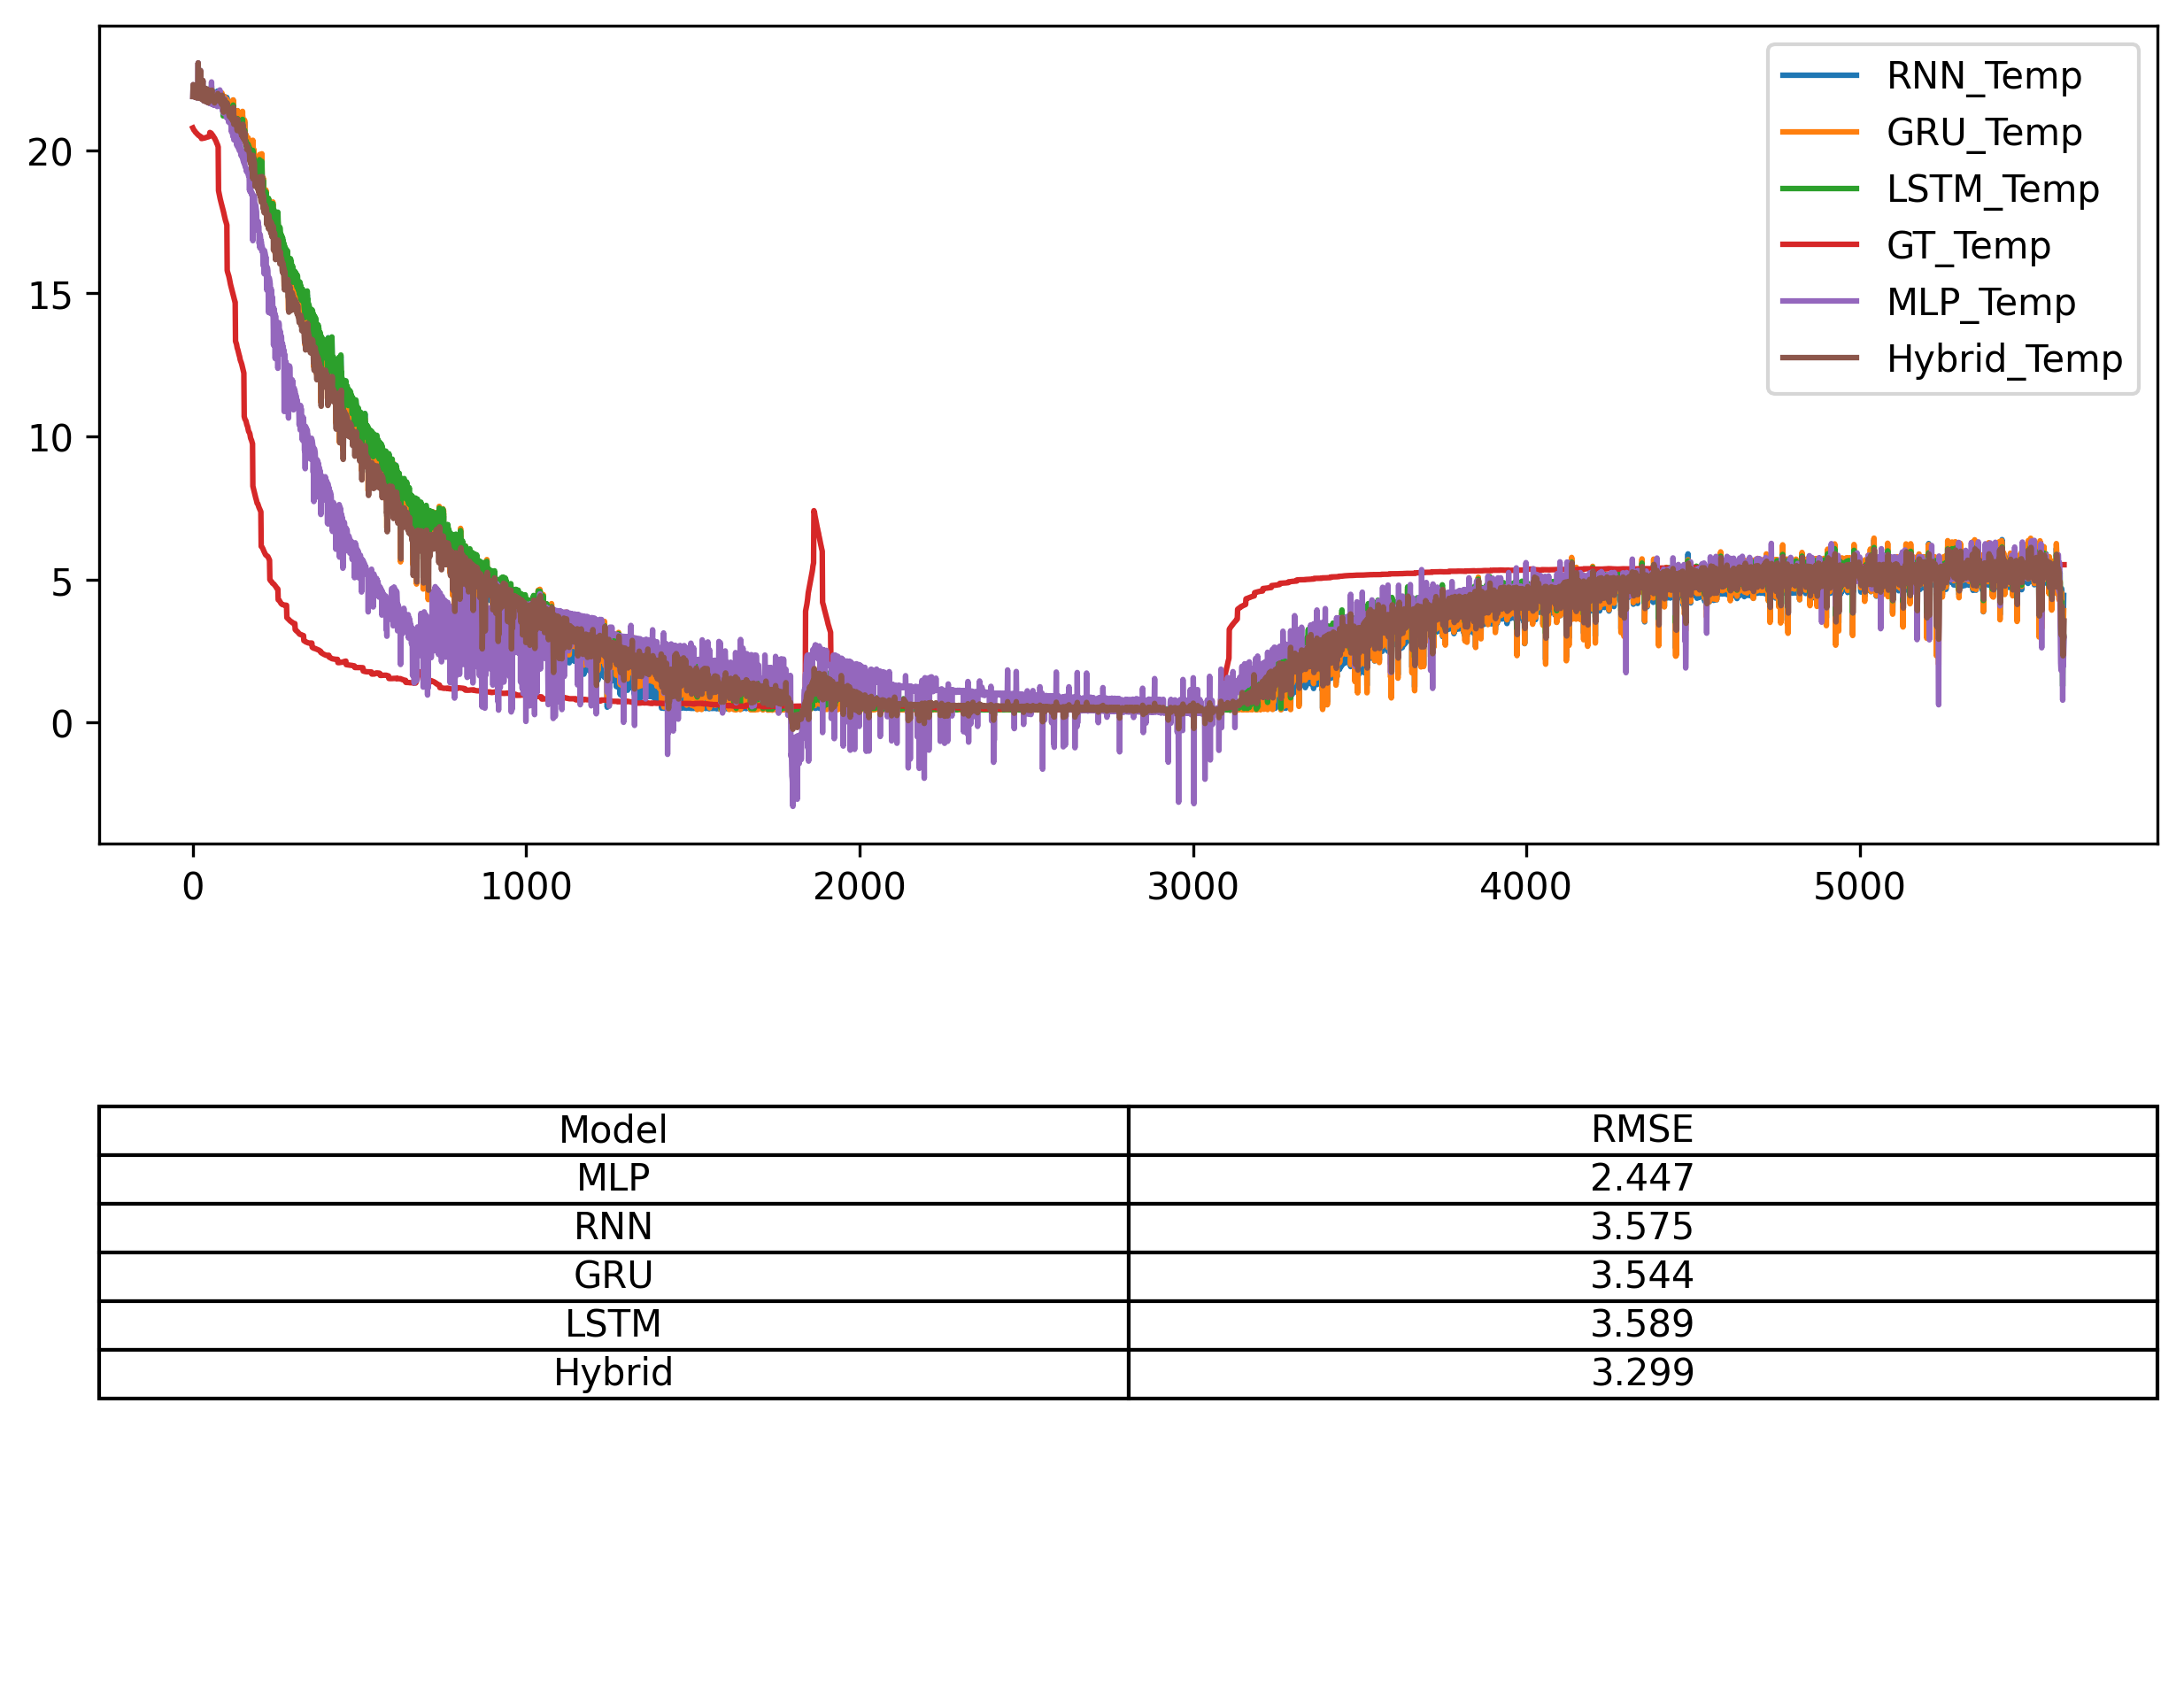 RNN_Temp
GRU_Temp
LSTM_Temp
GT_Temp
MLP_Temp
Hybrid_Temp
20
15
10
5
0
0 1000 2000 3000 4000 5000
Model RMSE
MLP 2.447
RNN 3.575
GRU 3.544
LSTM 3.589
Hybrid 3.299